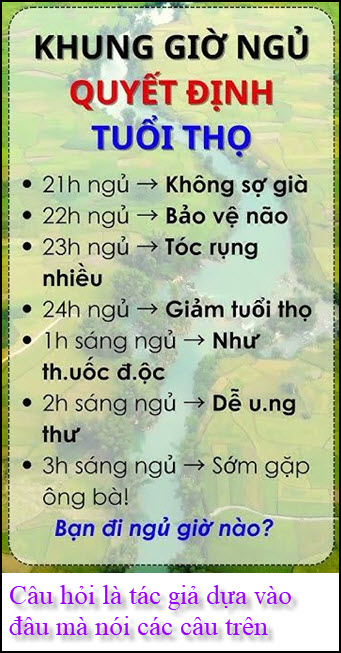 KHUNG GIỜ NGỦ
QUYẾT ĐỊNH
TUỔI THỌ
• 21h ngủ → Không sợ già
• 22h ngủ → Bảo vệ não
• 23h ngủ → Tóc rụng
nhiều
• 24h ngủ → Giảm tuổi thọ
• 1h sáng ngủ → Như
th.uốc đ.ộc
• 2h sáng ngủ → Dễ u.ng
thư
• 3h sáng ngủ → Sớm gặp
ông bà!
Bạn đi ngủ giờ nào?
Câu hỏi là tác giả dựa vào
đâu mà nói các câu trên